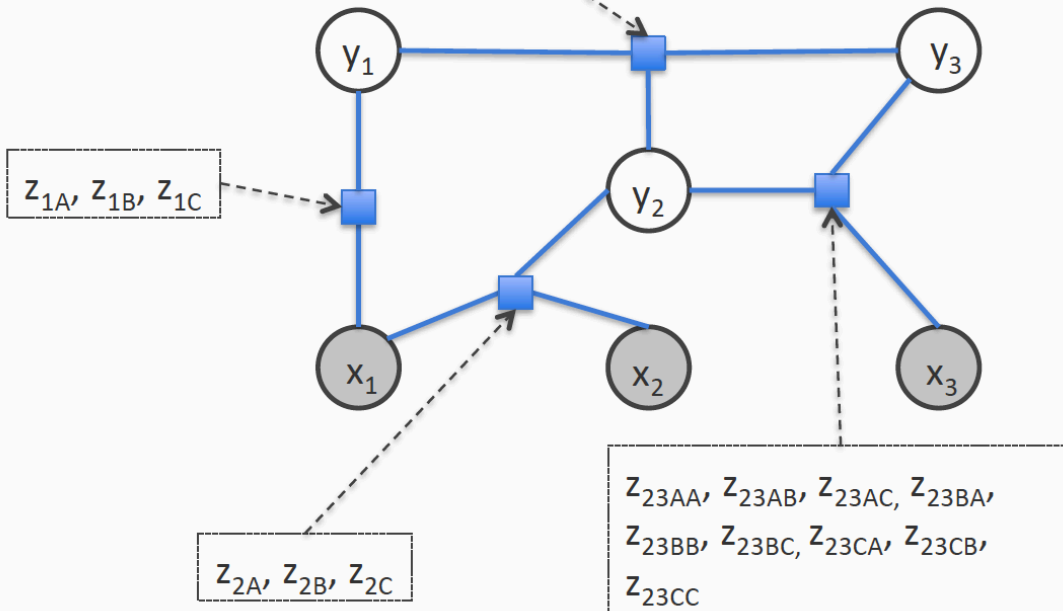 y₁
y₃
z₁A, z₁B, z₁C
y₂
x₁
x₂
x₃
z₂A, z₂B, z₂C
z₂₃AA, z₂₃AB, z₂₃AC, z₂₃BA,
z₂₃BB, z₂₃BC, z₂₃CA, z₂₃CB,
z₂₃CC